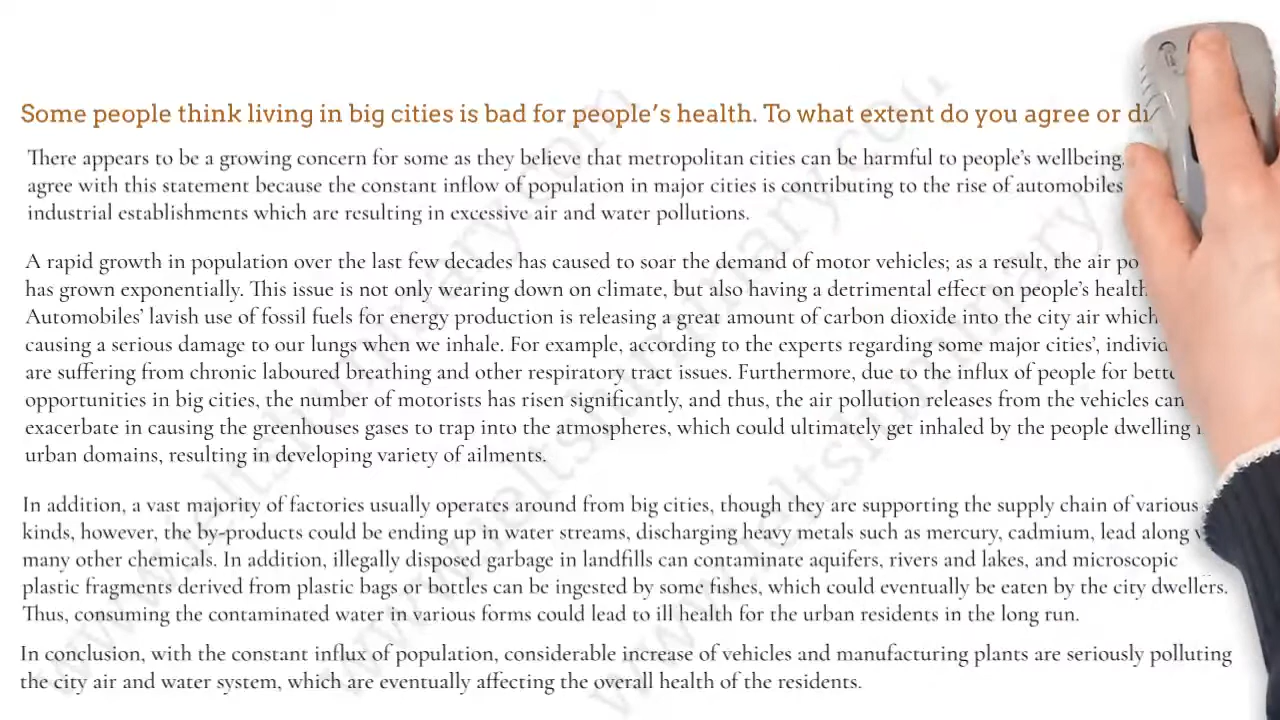 Some people think living in big cities is bad for people's health. To what extent do you agree or
There appears to be a growing concern for some as they believe that metropolitan cities can be harmful to people's wellbeing.
agree with this statement because the constant inflow of population in major cities is contributing to the rise of automobiles
industrial establishments which are resulting in excessive air and water pollutions.
A rapid growth in population over the last few decades has caused to soar the demand of motor vehicles; as a result, the air
has grown exponentially. This issue is not only wearing down on climate, but also having a detrimental effect on people's health
Automobiles' lavish use of fossil fuels for energy production is releasing a great amount of carbon dioxide into the city air which
causing a serious damage to our lungs when we inhale. For example, according to the experts regarding some major cities',
are suffering from chronic laboured breathing and other respiratory tract issues. Furthermore, due to the influx of people for
opportunities in big cities, the number of motorists has risen significantly, and thus, the air pollution releases from the vehicles can
exacerbate in causing the greenhouses gases to trap into the atmospheres, which could ultimately get inhaled by the people dwelling
urban domains, resulting in developing variety of ailments.
In addition, a vast majority of factories usually operates around from big cities, though they are supporting the supply chain of various
kinds, however, the by-products could be ending up in water streams, discharging heavy metals such as mercury, cadmium, lead along
many other chemicals. In addition, illegally disposed garbage in landfills can contaminate aquifers, rivers and lakes, and microscopic
plastic fragments derived from plastic bags or bottles can be ingested by some fishes, which could eventually be eaten by the city dwellers.
Thus, consuming the contaminated water in various forms could lead to ill health for the urban residents in the long run.
In conclusion, with the constant influx of population, considerable increase of vehicles and manufacturing plants are seriously polluting
the city air and water system, which are eventually affecting the overall health of the residents.